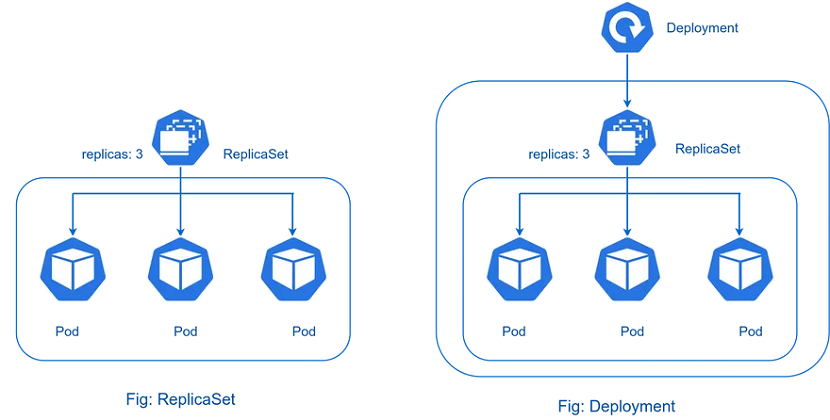 replicas: 3
ReplicaSet
Pod
Pod
Pod
Fig: ReplicaSet
Deployment
replicas: 3
ReplicaSet
Pod
Pod
Pod
Fig: Deployment